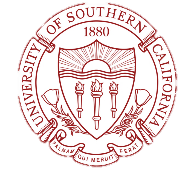 UNIVERSITY OF SOUTHERN CALIFORNIA
1880
PALMAM QUI MERUIT FERAT